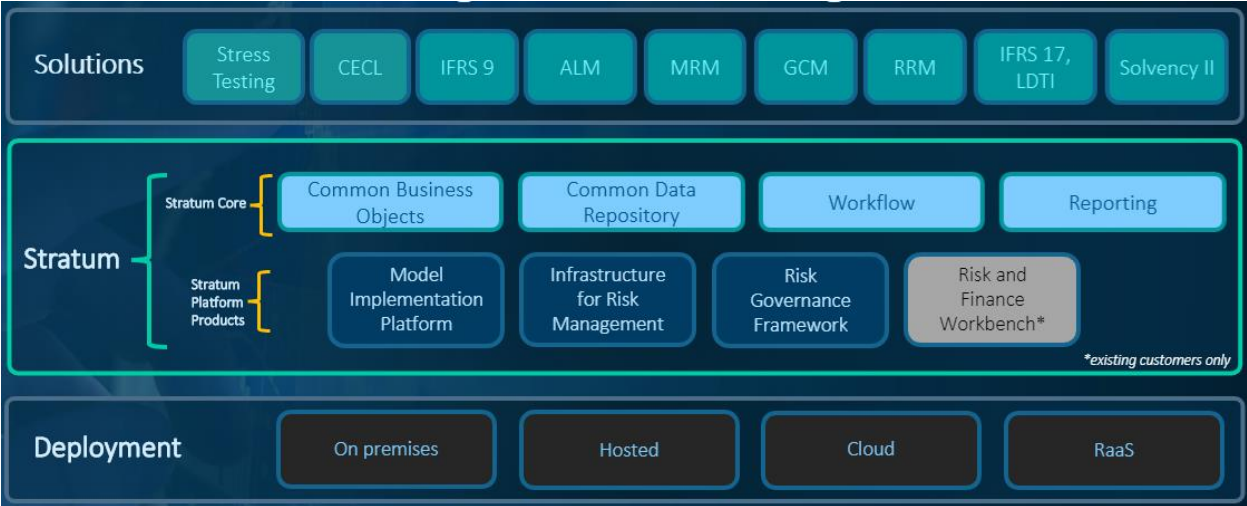 Solutions
Stress
Testing
CECL
IFRS 9
ALM
MRM
GCM
RRM
IFRS 17,
LDTI
Solvency II
Stratum
Stratum Core
Common Business
Objects
Common Data
Repository
Workflow
Reporting
Stratum
Platform
Products
Model
Implementation
Platform
Infrastructure
for Risk
Management
Risk
Governance
Framework
Risk and
Finance
Workbench*
*existing customers only
Deployment
On premises
Hosted
Cloud
RaaS